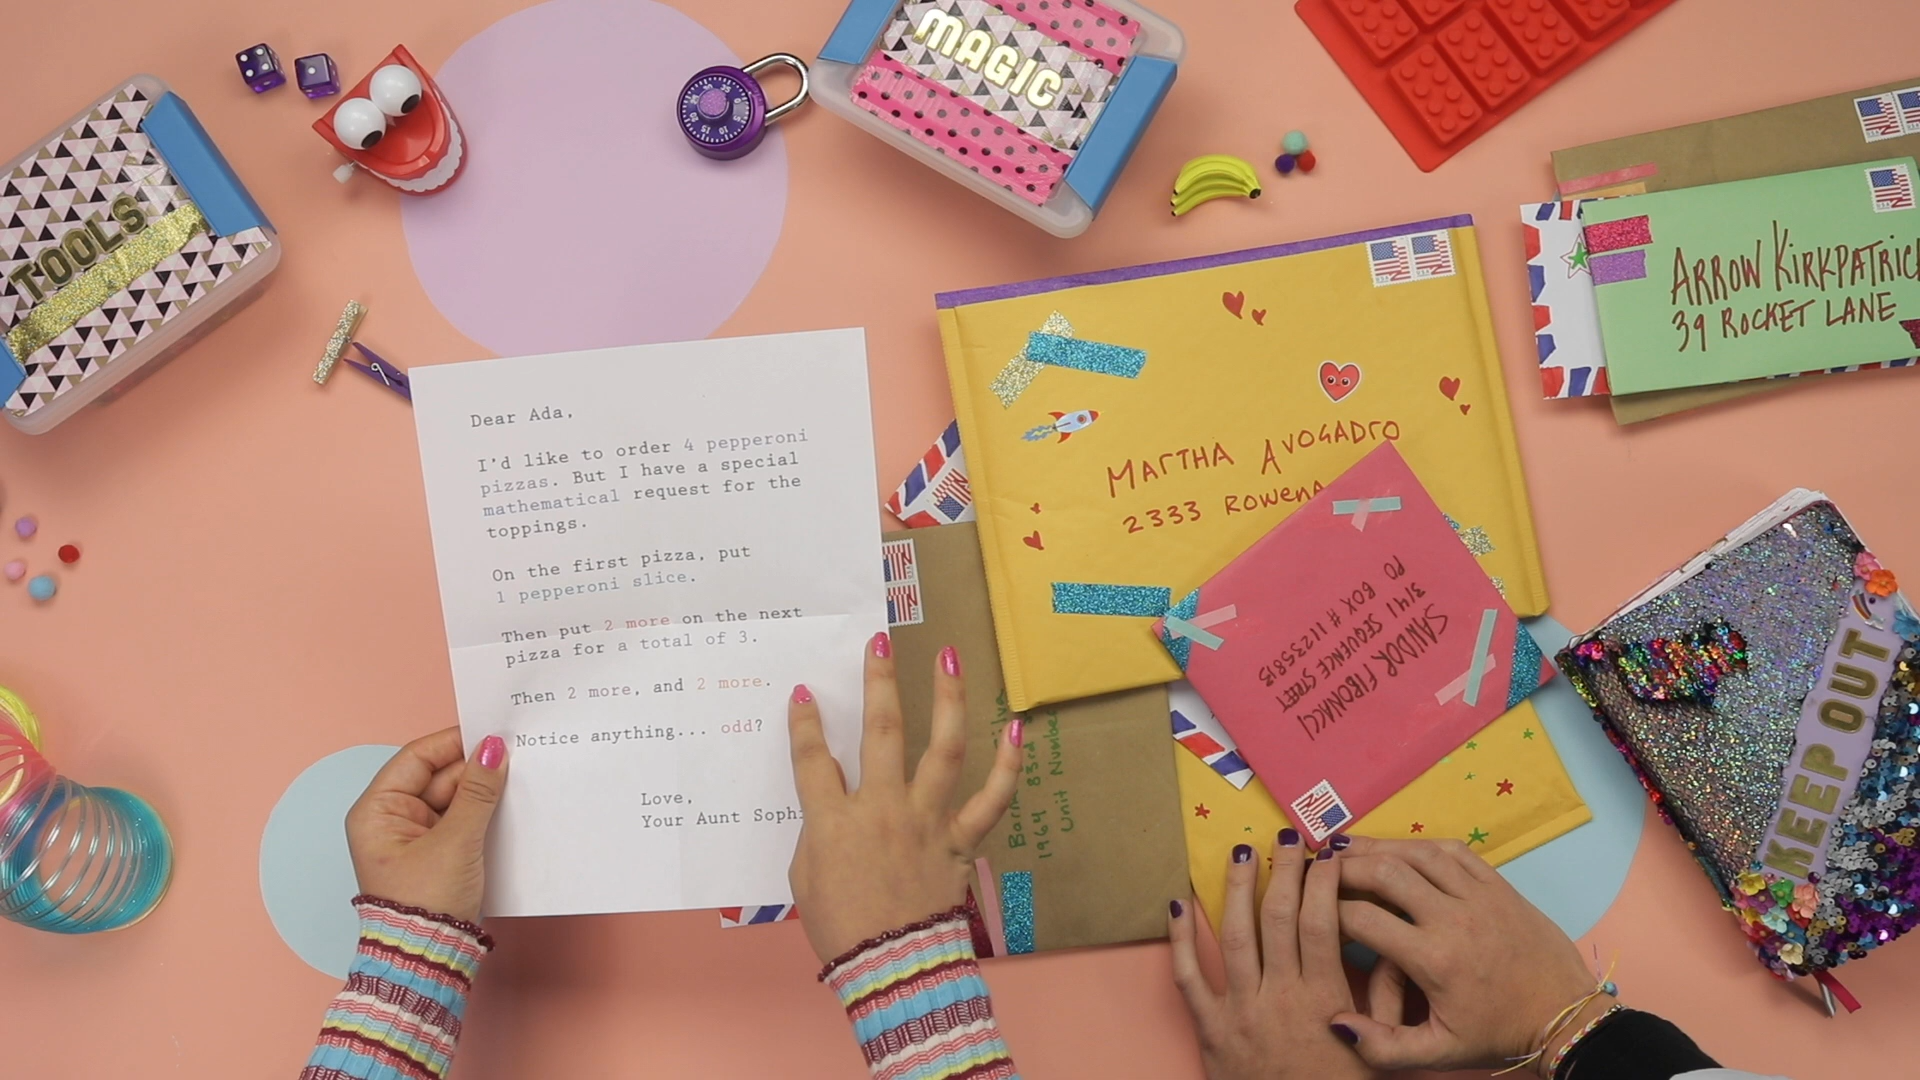 TOOLS
MAGIC
Dear Ada,
I'd like to order 4 pepperoni
pizzas. But I have a special
mathematical request for the
toppings.
On the first pizza, put
1 pepperoni slice.
Then put 2 more on the next
pizza for a total of 3.
Then 2 more, and 2 more.
Notice anything... odd?
Love,
Your Aunt Soph
MARTHA AVOGADRO
2333 ROWENA
SANDOR FIBONACCI
3141 SEQUENCE STREET
PO BOX # 11235813
ARROW KIRKPATRIC
39 ROCKET LANE
Silva
1964 83rd
Unit Number
KEEP OUT